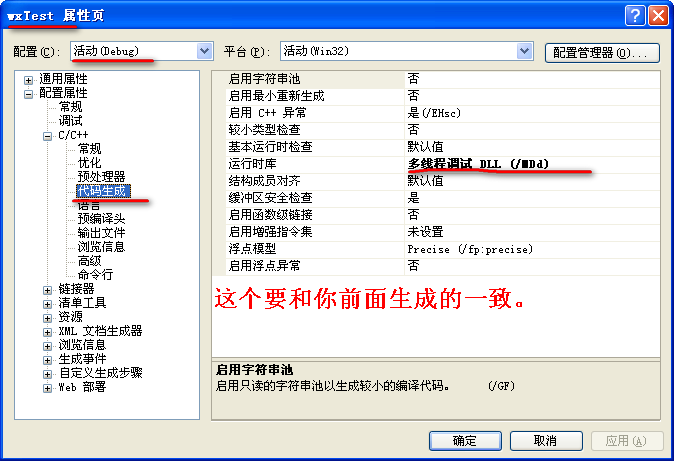 wxTest 属性页
配置(C): 活动(Debug) 平台(P): 活动(Win32) 配置管理器(O)...
通用属性
配置属性
常规
调试
C/C++
常规
优化
预处理器
代码生成
语言
预编译头
输出文件
浏览信息
高级
命令行
链接器
清单工具
资源
XML 文档生成器
浏览信息
生成事件
自定义生成步骤
Web 部署
启用字符串池 否
启用最小重新生成 否
启用 C++ 异常 是(/EHsc)
较小类型检查 否
基本运行时检查 默认值
运行时库 多线程调试 DLL (/MDd)
结构成员对齐 默认值
缓冲区安全检查 是
启用函数级链接 否
启用增强指令集 未设置
浮点模型 Precise (/fp:precise)
启用浮点异常 否
这个要和你前面生成的一致。
启用字符串池
启用只读的字符串池以生成较小的编译代码。 (/GF)
确定 取消 应用(A)